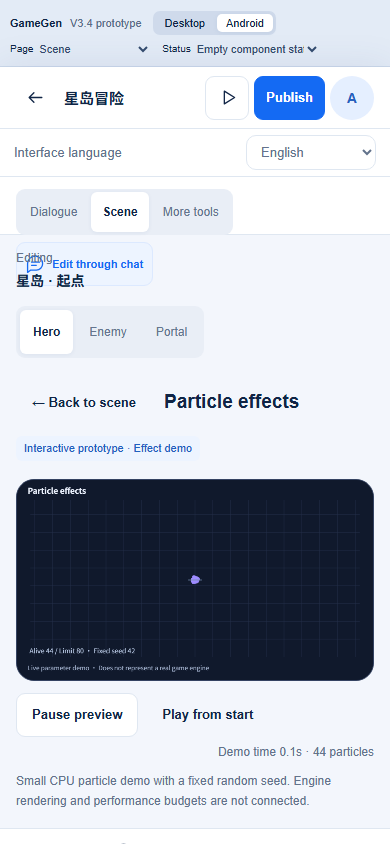 GameGen V3.4 prototype Desktop Android
Page Scene Status Empty component stat
星岛冒险 Publish A
Interface language English
Dialogue Scene More tools
Editing
Edit through chat
星岛 · 起点
Hero Enemy Portal
← Back to scene Particle effects
Interactive prototype · Effect demo
Particle effects
Alive 44 / Limit 80 • Fixed seed 42
Live parameter demo • Does not represent a real game engine
Pause preview Play from start
Demo time 0.1s · 44 particles
Small CPU particle demo with a fixed random seed. Engine
rendering and performance budgets are not connected.